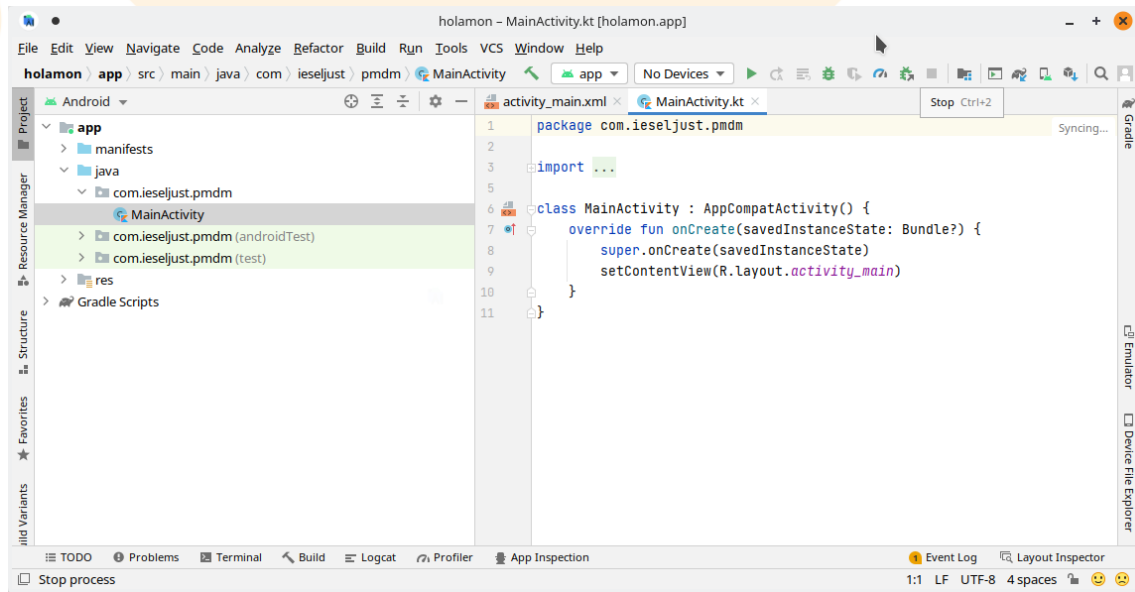 holamon – MainActivity.kt [holamon.app]
File Edit View Navigate Code Analyze Refactor Build Run Tools VCS Window Help
holamon app src main java com ieseljust pmdm MainActivity app No Devices
Project
Resource Manager
Structure
Favorites
ild Variants
Android
app
manifests
java
com.ieseljust.pmdm
MainActivity
com.ieseljust.pmdm (androidTest)
com.ieseljust.pmdm (test)
res
Gradle Scripts
activity_main.xml MainActivity.kt
Stop Ctrl+2
Syncing...
1 package com.ieseljust.pmdm
2
3 import ...
5
6 class MainActivity : AppCompatActivity() {
7 override fun onCreate(savedInstanceState: Bundle?) {
8 super.onCreate(savedInstanceState)
9 setContentView(R.layout.activity_main)
10 }
11 }
Gradle
Emulator
Device File Explorer
TODO Problems Terminal Build Logcat Profiler App Inspection 1 Event Log Layout Inspector
Stop process 1:1 LF UTF-8 4 spaces